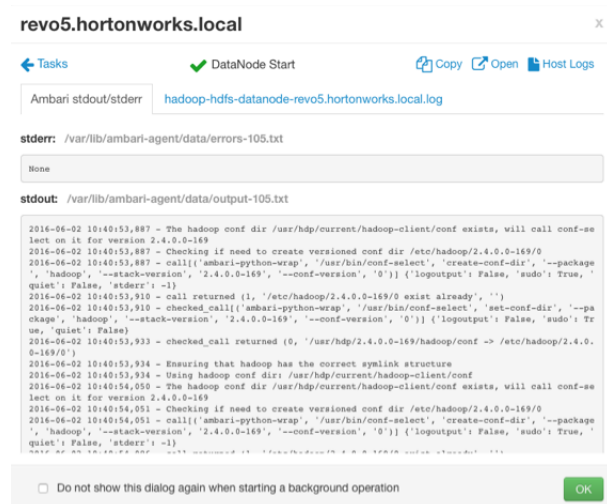 revo5.hortonworks.local
x
Tasks
DataNode Start
Copy Open Host Logs
Ambari stdout/stderr
hadoop-hdfs-datanode-revo5.hortonworks.local.log
stderr: /var/lib/ambari-agent/data/errors-105.txt
None
stdout: /var/lib/ambari-agent/data/output-105.txt
2016-06-02 10:40:53,887 - The hadoop conf dir /usr/hdp/current/hadoop-client/conf exists, will call conf-se
lect on it for version 2.4.0.0-169
2016-06-02 10:40:53,887 - Checking if need to create versioned conf dir /etc/hadoop/2.4.0.0-169/0
2016-06-02 10:40:53,887 - call[('ambari-python-wrap', '/usr/bin/conf-select', 'create-conf-dir', '--package
', 'hadoop', '--stack-version', '2.4.0.0-169', '--conf-version', '0')] {'logoutput': False, 'sudo': True, '
quiet': False, 'stderr': -1}
2016-06-02 10:40:53,910 - call returned (1, '/etc/hadoop/2.4.0.0-169/0 exist already', '')
2016-06-02 10:40:53,910 - checked_call[('ambari-python-wrap', '/usr/bin/conf-select', 'set-conf-dir', '--pa
ckage', 'hadoop', '--stack-version', '2.4.0.0-169', '--conf-version', '0')] {'logoutput': False, 'sudo': Tr
ue, 'quiet': False}
2016-06-02 10:40:53,933 - checked_call returned (0, '/usr/hdp/2.4.0.0-169/hadoop/conf -> /etc/hadoop/2.4.0.
0-169/0')
2016-06-02 10:40:53,934 - Ensuring that hadoop has the correct symlink structure
2016-06-02 10:40:53,934 - Using hadoop conf dir: /usr/hdp/current/hadoop-client/conf
2016-06-02 10:40:54,050 - The hadoop conf dir /usr/hdp/current/hadoop-client/conf exists, will call conf-se
lect on it for version 2.4.0.0-169
2016-06-02 10:40:54,051 - Checking if need to create versioned conf dir /etc/hadoop/2.4.0.0-169/0
2016-06-02 10:40:54,051 - call[('ambari-python-wrap', '/usr/bin/conf-select', 'create-conf-dir', '--package
', 'hadoop', '--stack-version', '2.4.0.0-169', '--conf-version', '0')] {'logoutput': False, 'sudo': True, '
quiet': False, 'stderr': -1}
Do not show this dialog again when starting a background operation
OK